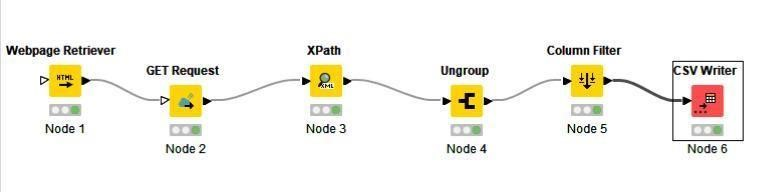 Webpage Retriever
HTML
Node 1
GET Request
Node 2
XPath
XML
Node 3
Ungroup
Node 4
Column Filter
Node 5
CSV Writer
Node 6